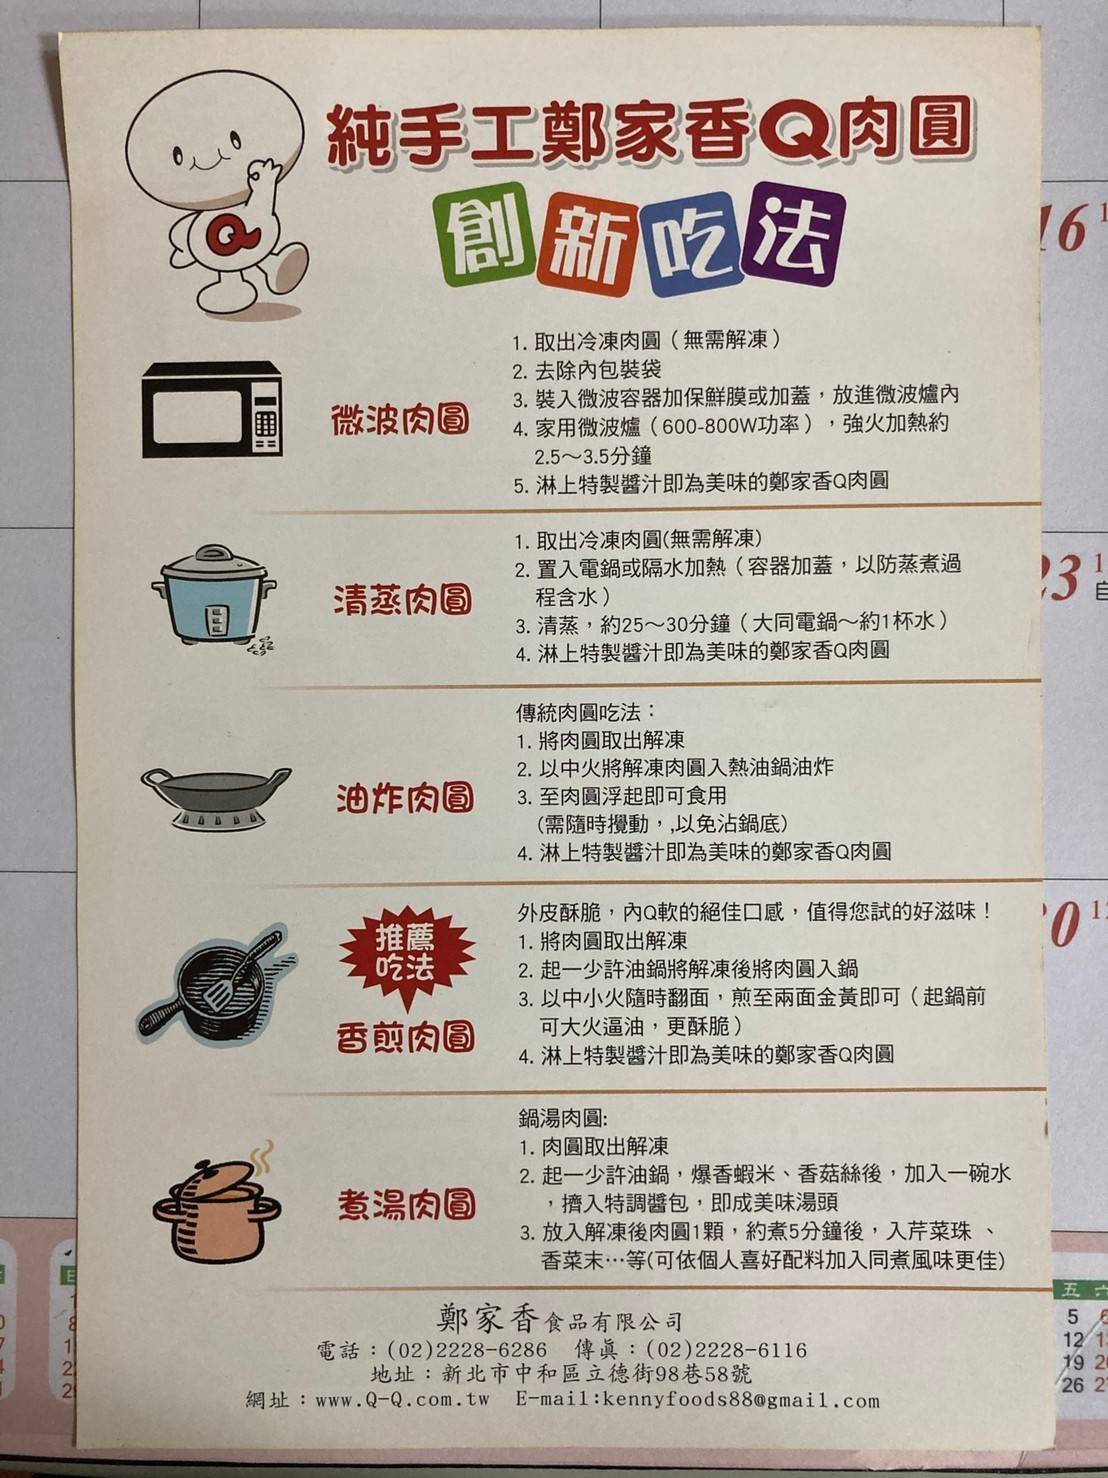 純手工鄭家香Q肉圓
創新吃法
Q
微波肉圓
1. 取出冷凍肉圓（無需解凍）
2. 去除內包裝袋
3. 裝入微波容器加保鮮膜或加蓋，放進微波爐內
4. 家用微波爐（600-800W功率），強火加熱約
2.5～3.5分鐘
5. 淋上特製醬汁即為美味的鄭家香Q肉圓
清蒸肉圓
1. 取出冷凍肉圓(無需解凍)
2. 置入電鍋或隔水加熱（容器加蓋，以防蒸煮過
程含水）
3. 清蒸，約25～30分鐘（大同電鍋～約1杯水）
4. 淋上特製醬汁即為美味的鄭家香Q肉圓
油炸肉圓
傳統肉圓吃法：
1. 將肉圓取出解凍
2. 以中火將解凍肉圓入熱油鍋油炸
3. 至肉圓浮起即可食用
(需隨時攪動，,以免沾鍋底)
4. 淋上特製醬汁即為美味的鄭家香Q肉圓
推薦
吃法
香煎肉圓
外皮酥脆，內Q軟的絕佳口感，值得您試的好滋味！
1. 將肉圓取出解凍
2. 起一少許油鍋將解凍後將肉圓入鍋
3. 以中小火隨時翻面，煎至兩面金黃即可（起鍋前
可大火逼油，更酥脆）
4. 淋上特製醬汁即為美味的鄭家香Q肉圓
煮湯肉圓
鍋湯肉圓:
1. 肉圓取出解凍
2. 起一少許油鍋，爆香蝦米、香菇絲後，加入一碗水
，擠入特調醬包，即成美味湯頭
3. 放入解凍後肉圓1顆，約煮5分鐘後，入芹菜珠 、
香菜末…等(可依個人喜好配料加入同煮風味更佳)
鄭家香食品有限公司
電話：(02)2228-6286 傳真：(02)2228-6116
地址：新北市中和區立德街98巷58號
網址：www.Q-Q.com.tw E-mail:kennyfoods88@gmail.com
16
23
五 六
5
12
19
26